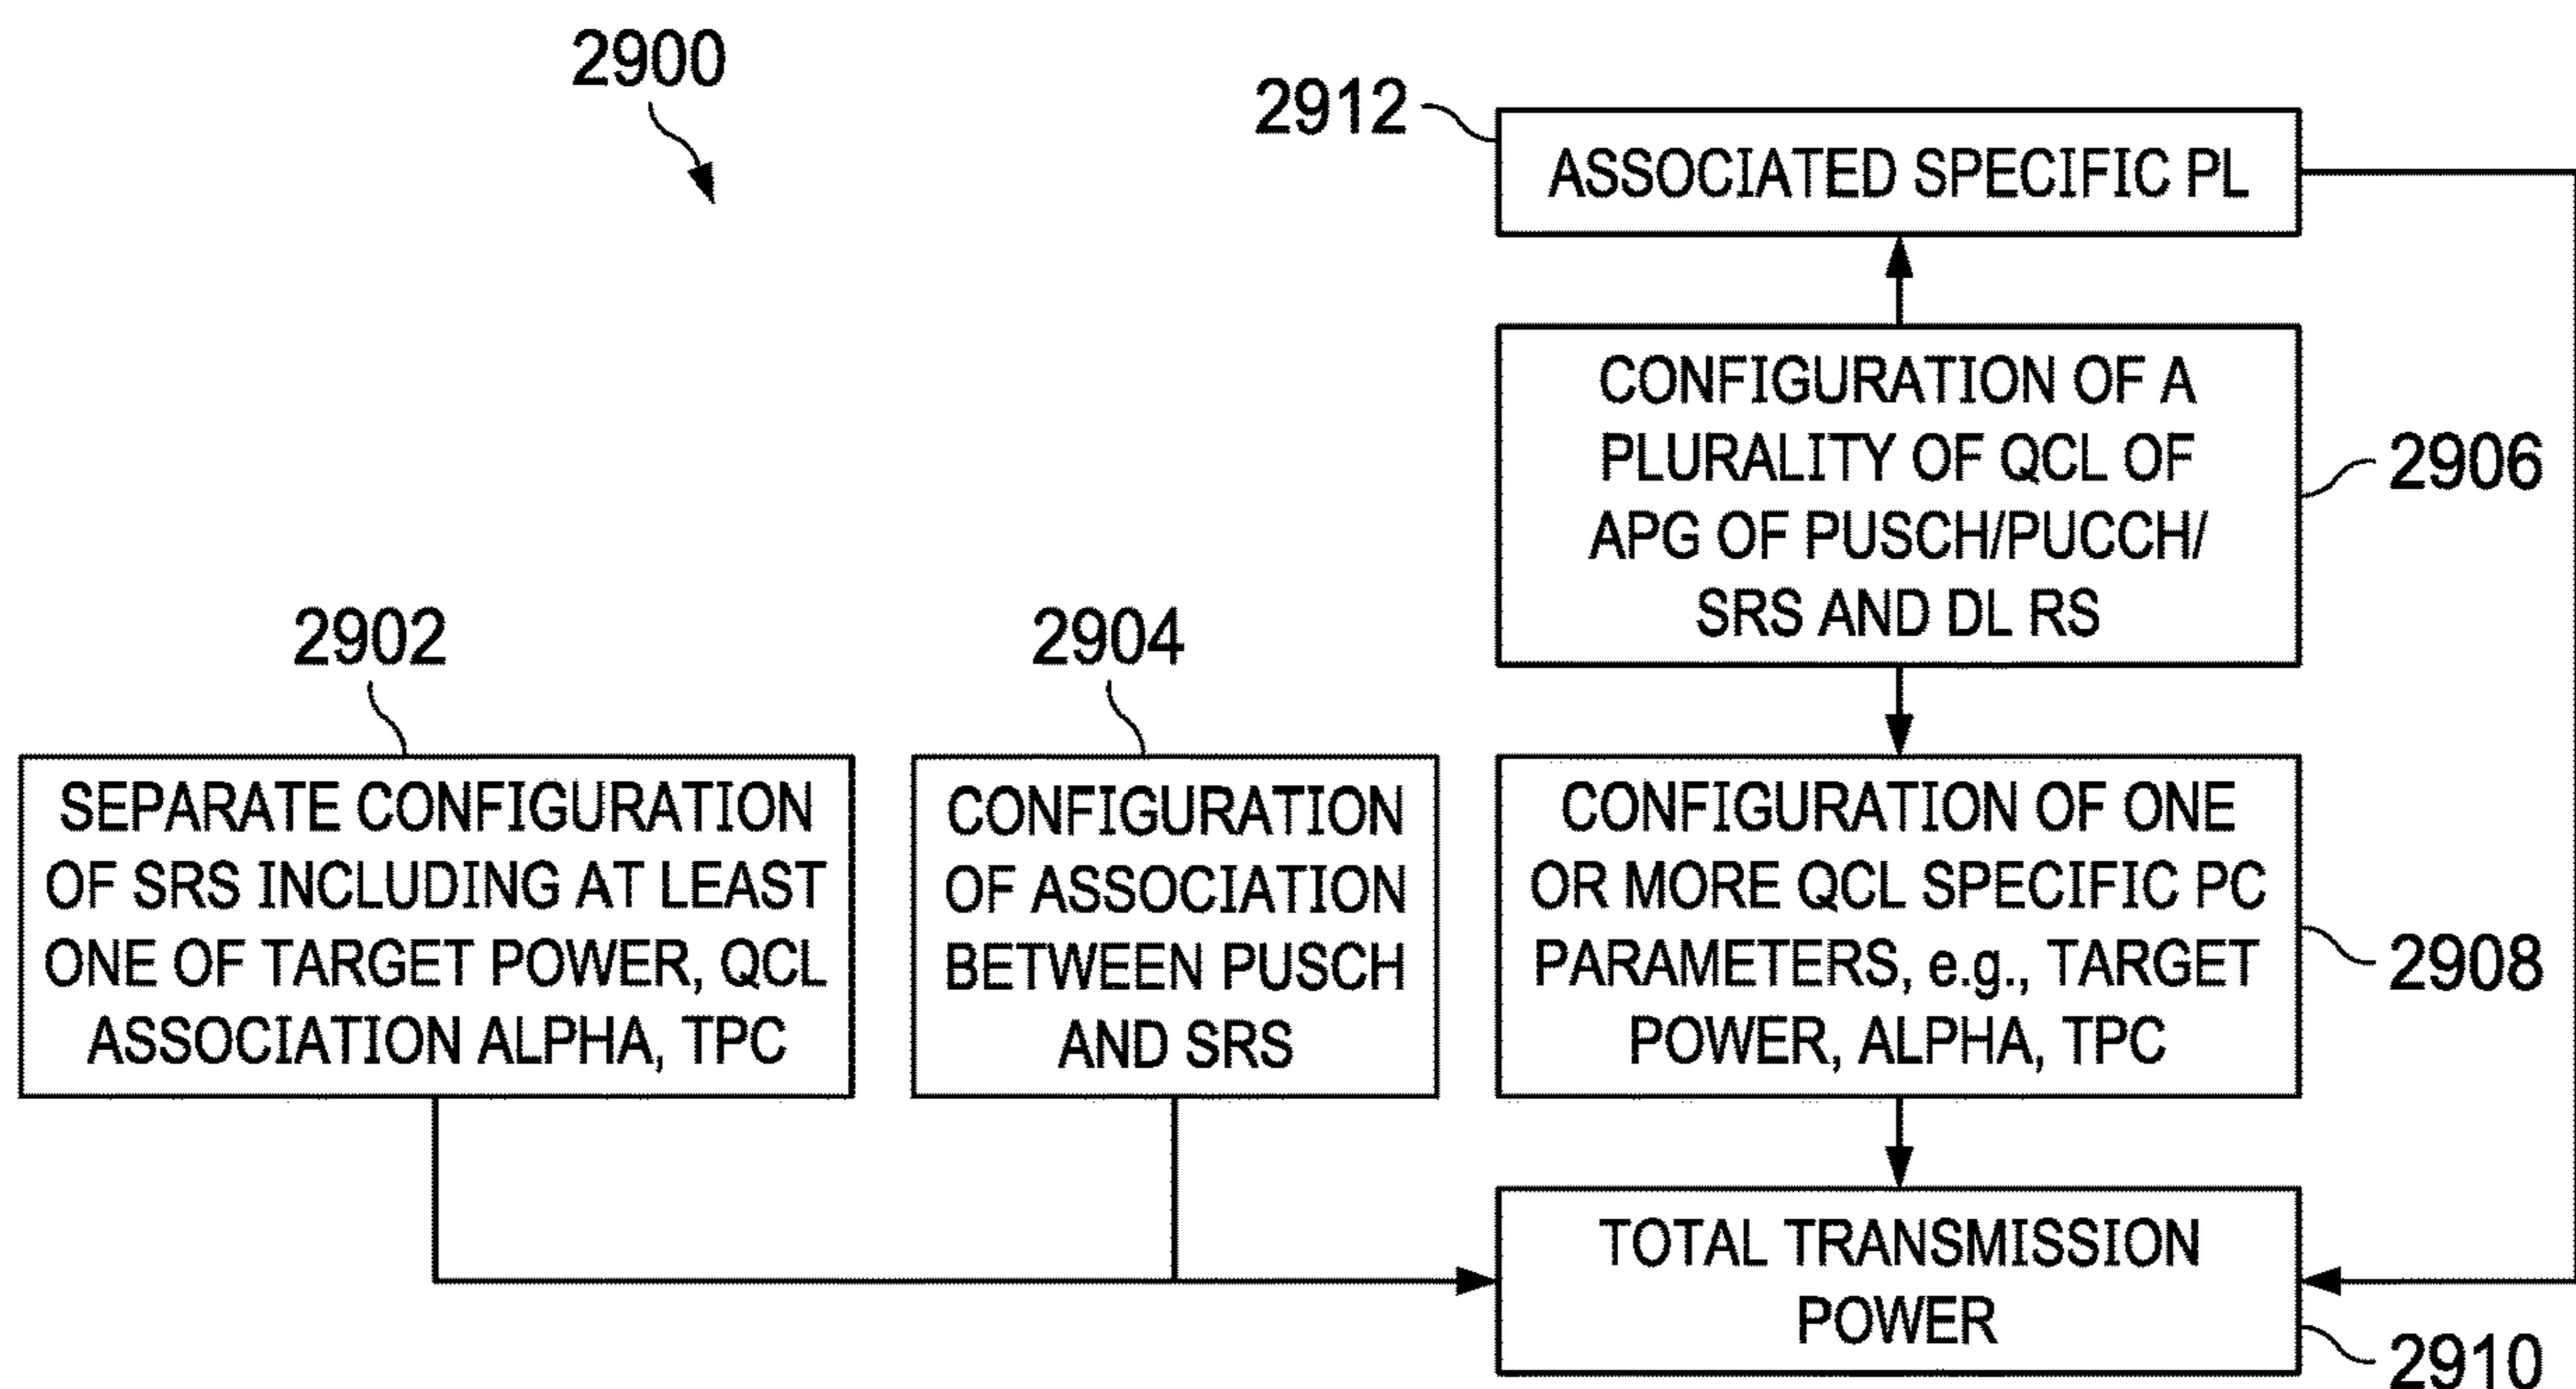 2900
2912
ASSOCIATED SPECIFIC PL
CONFIGURATION OF A
PLURALITY OF QCL OF
APG OF PUSCH/PUCCH/
SRS AND DL RS
2906
2902
SEPARATE CONFIGURATION
OF SRS INCLUDING AT LEAST
ONE OF TARGET POWER, QCL
ASSOCIATION ALPHA, TPC
2904
CONFIGURATION
OF ASSOCIATION
BETWEEN PUSCH
AND SRS
CONFIGURATION OF ONE
OR MORE QCL SPECIFIC PC
PARAMETERS, e.g., TARGET
POWER, ALPHA, TPC
2908
TOTAL TRANSMISSION
POWER
2910